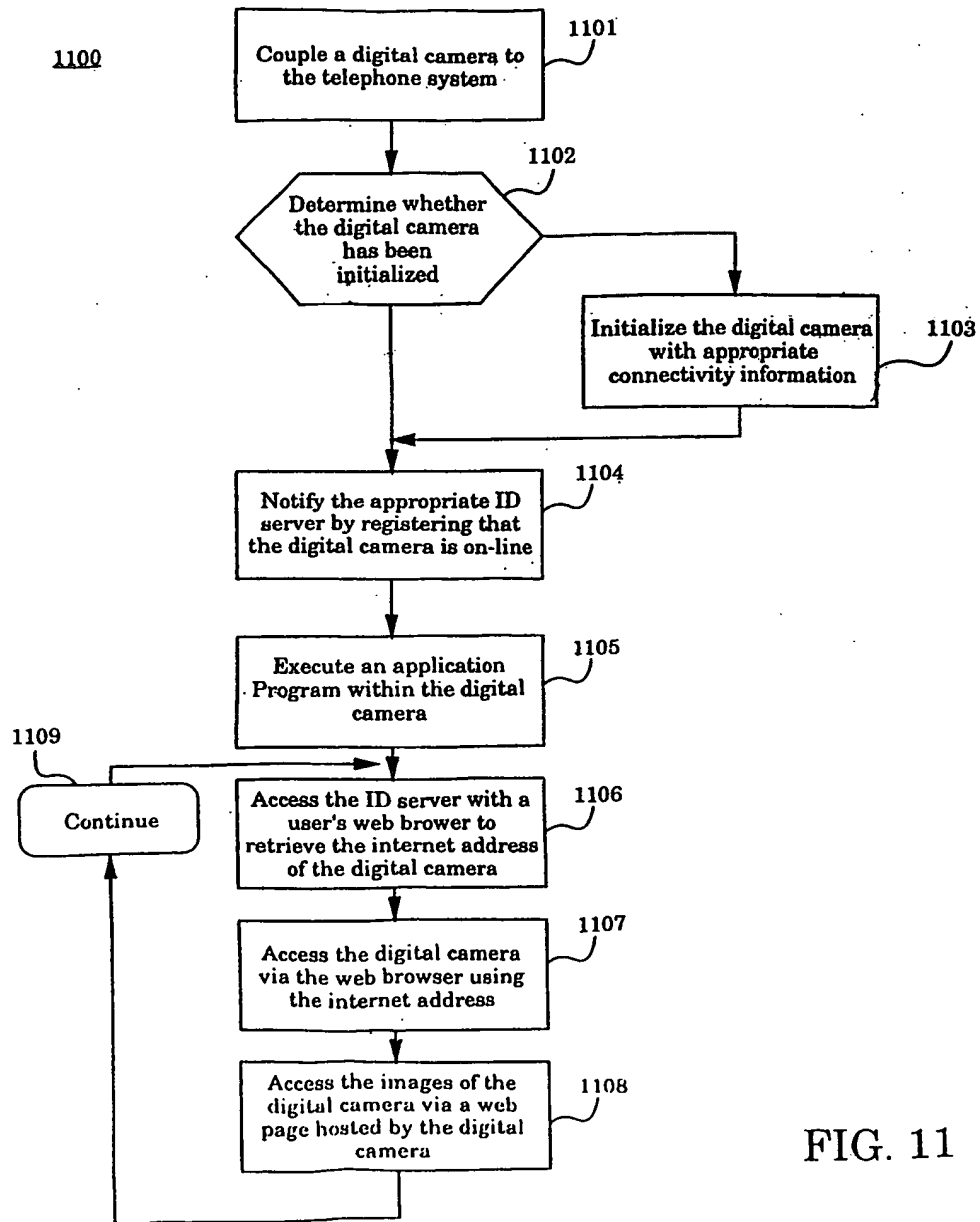 1100
1101
Couple a digital camera to
the telephone system
1102
Determine whether
the digital camera
has been
initialized
1103
Initialize the digital camera
with appropriate
connectivity information
1104
Notify the appropriate ID
server by registering that
the digital camera is on-line
1105
Execute an application
Program within the digital
camera
1109
Continue
1106
Access the ID server with a
user's web brower to
retrieve the internet address
of the digital camera
1107
Access the digital camera
via the web browser using
the internet address
1108
Access the images of the
digital camera via a web
page hosted by the digital
camera
FIG. 11